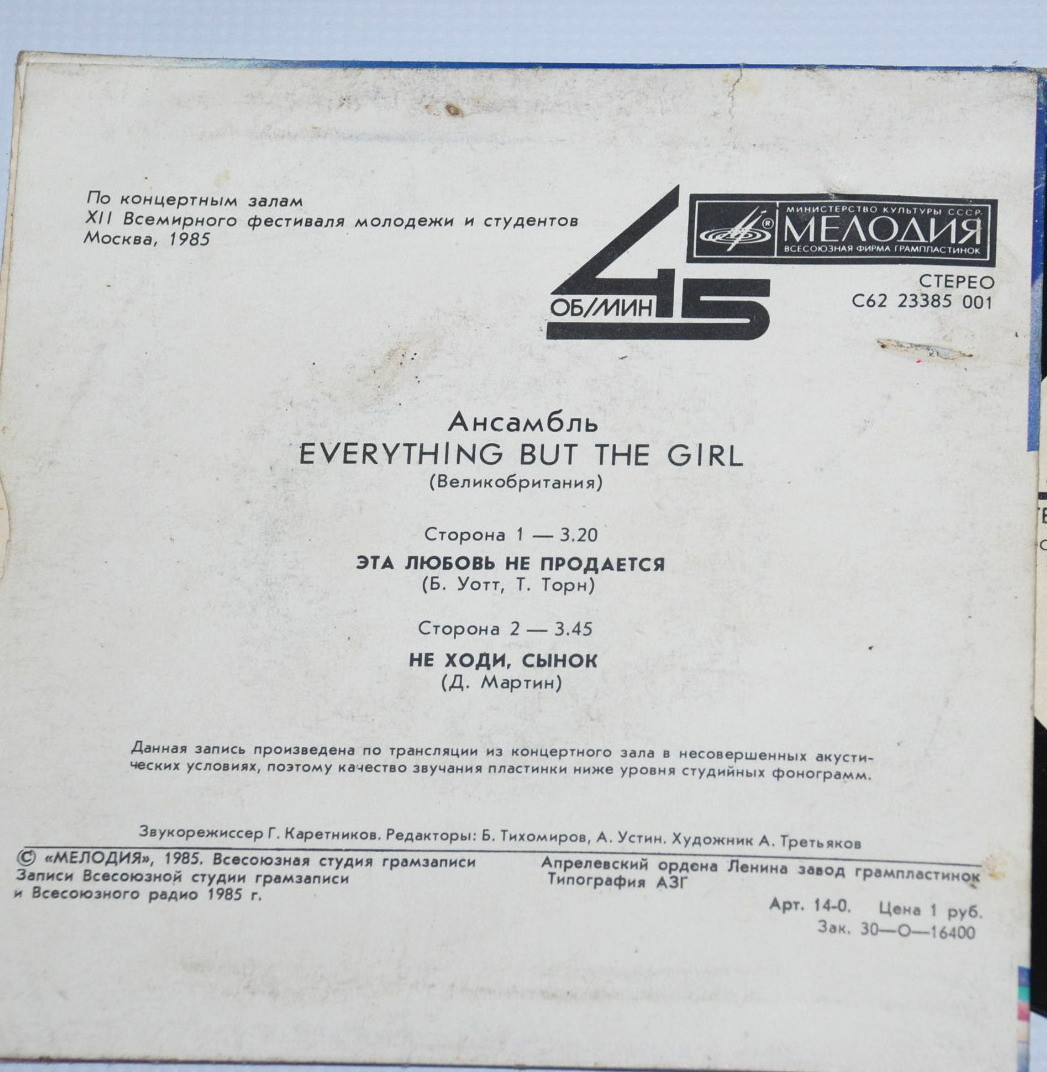 По концертным залам
XII Всемирного фестиваля молодежи и студентов
Москва, 1985
45
ОБ/МИН
МИНИСТЕРСТВО КУЛЬТУРЫ СССР.
МЕЛОДИЯ
®
ВСЕСОЮЗНАЯ ФИРМА ГРАМПЛАСТИНОК
СТЕРЕО
С62 23385 001
Ансамбль
EVERYTHING BUT THE GIRL
(Великобритания)
Сторона 1 — 3.20
ЭТА ЛЮБОВЬ НЕ ПРОДАЕТСЯ
(Б. Уотт, Т. Торн)
Сторона 2 — 3.45
НЕ ХОДИ, СЫНОК
(Д. Мартин)
Данная запись произведена по трансляции из концертного зала в несовершенных акусти-
ческих условиях, поэтому качество звучания пластинки ниже уровня студийных фонограмм.
Звукорежиссер Г. Каретников. Редакторы: Б. Тихомиров, А. Устин. Художник А. Третьяков
© «МЕЛОДИЯ», 1985. Всесоюзная студия грамзаписи
Записи Всесоюзной студии грамзаписи
и Всесоюзного радио 1985 г.
Апрелевский ордена Ленина завод грампластинок
Типография АЗГ
Арт. 14-0. Цена 1 руб.
Зак. 30—О—16400